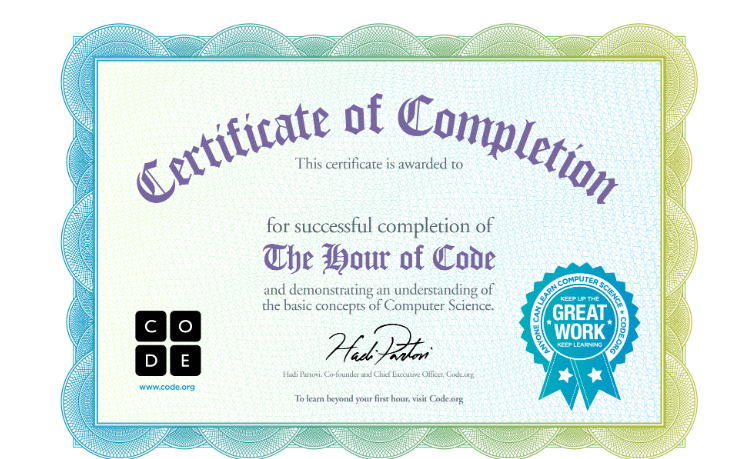 Certificate of Completion
This certificate is awarded to
for successful completion of
The Hour of Code
and demonstrating an understanding of
the basic concepts of Computer Science.
C O
D E
www.code.org
Hadi Partovi
Hadi Partovi, Co-founder and Chief Executive Officer, Code.org
To learn beyond your first hour, visit Code.org
ANYONE CAN LEARN COMPUTER SCIENCE • CODE.ORG
KEEP UP THE
GREAT
WORK
KEEP LEARNING